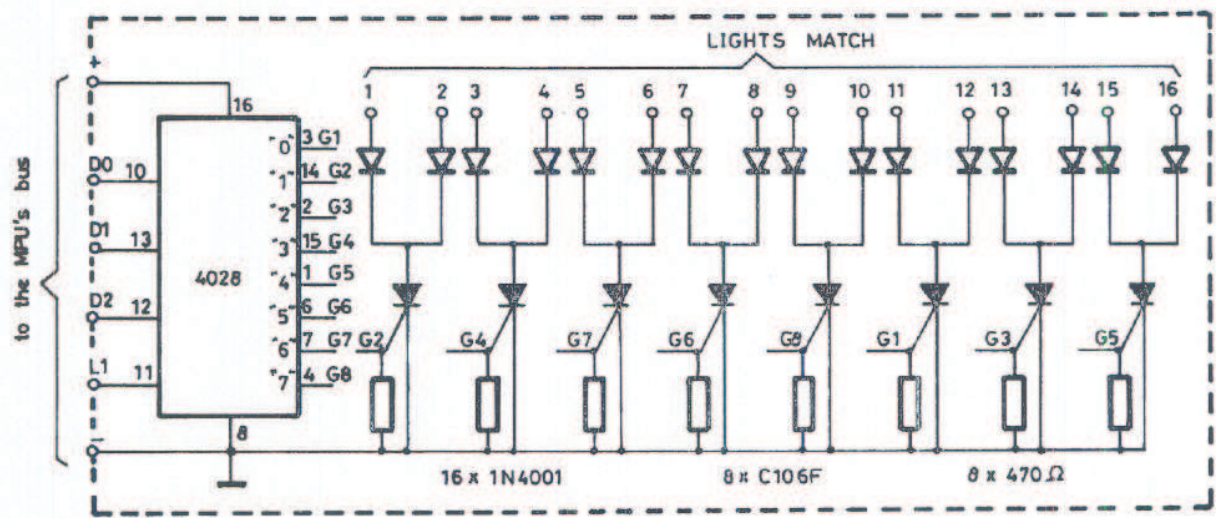 LIGHTS MATCH
+
1 2 3 4 5 6 7 8 9 10 11 12 13 14 15 16
16
"0" 3 G1
D0 10
"1" 14 G2
"2" 2 G3
D1 13
"3" 15 G4
4028
"4" 1 G5
D2 12
"5" 6 G6
"6" 7 G7
G2 G4 G7 G6 G8 G1 G3 G5
L1 11
"7" 4 G8
-
8
to the MPU's bus
16 x 1N4001 8 x C106F 8 x 470Ω